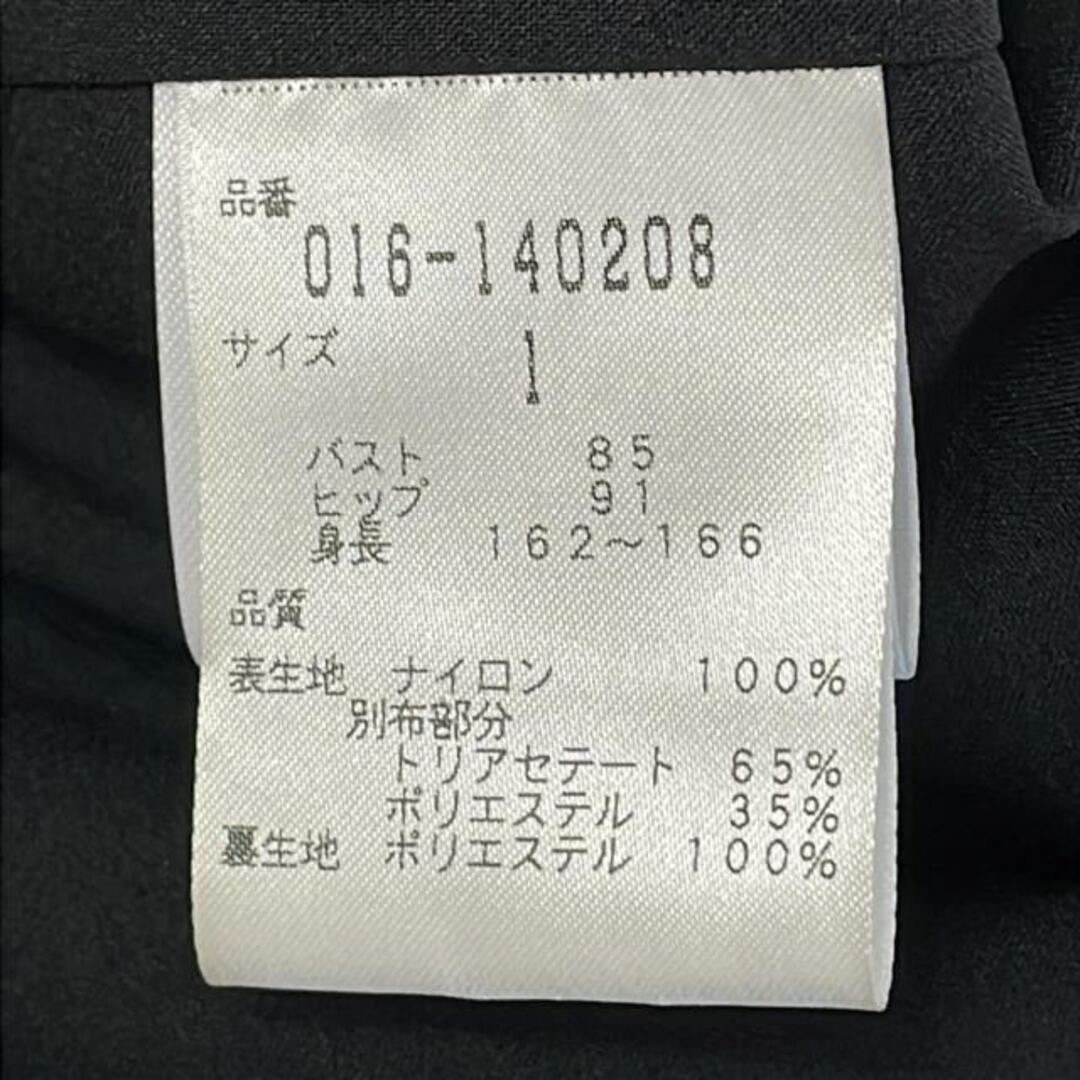 品番
016-140208
サイズ 1
バスト 85
ヒップ 91
身長 162～166
品質
表生地 ナイロン 100%
別布部分
トリアセテート 65%
ポリエステル 35%
裏生地 ポリエステル 100%